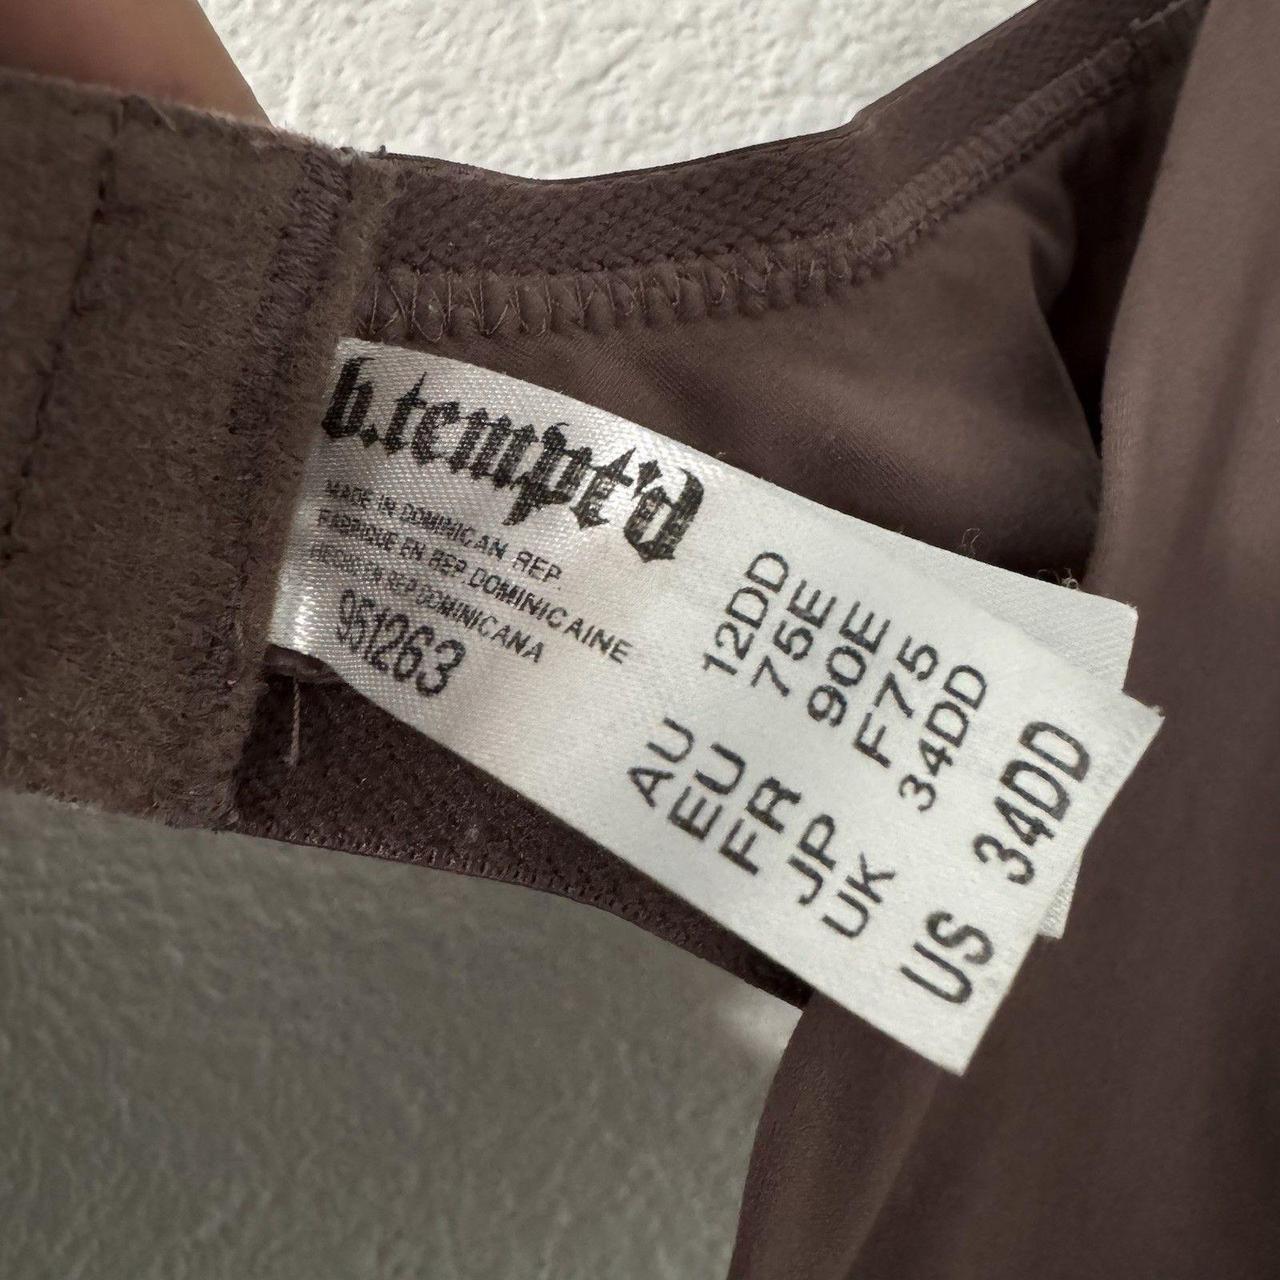 b.tempt'd
MADE IN DOMINICAN REP.
FABRIQUE EN REP. DOMINICAINE
HECHO EN REP. DOMINICANA
951263
AU 12DD
EU 75E
FR 90E
JP F75
UK 34DD
US 34DD